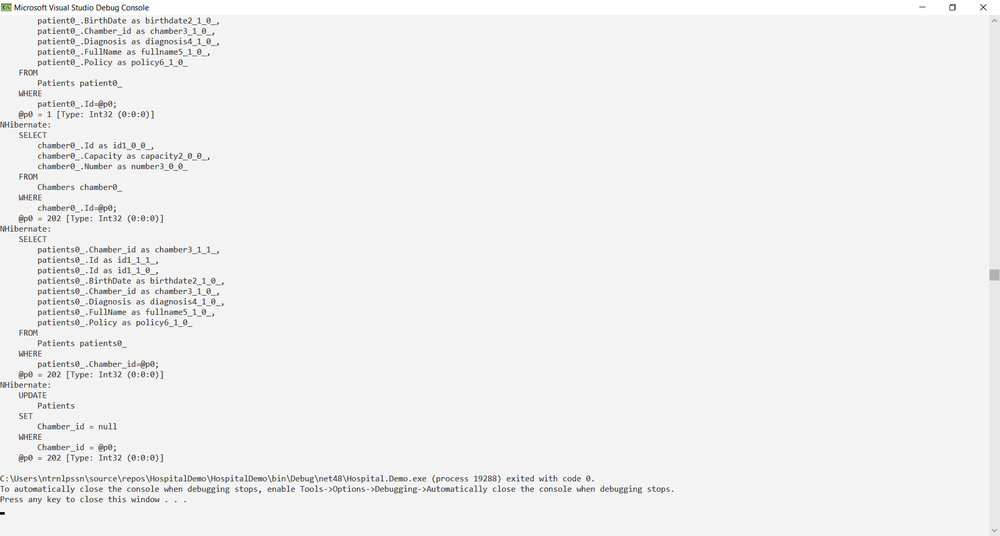 Microsoft Visual Studio Debug Console
patient0_.BirthDate as birthdate2_1_0_,
patient0_.Chamber_id as chamber3_1_0_,
patient0_.Diagnosis as diagnosis4_1_0_,
patient0_.FullName as fullname5_1_0_,
patient0_.Policy as policy6_1_0_
FROM
Patients patient0_
WHERE
patient0_.Id=@p0;
@p0 = 1 [Type: Int32 (0:0:0)]
NHibernate:
SELECT
chamber0_.Id as id1_0_0_,
chamber0_.Capacity as capacity2_0_0_,
chamber0_.Number as number3_0_0_
FROM
Chambers chamber0_
WHERE
chamber0_.Id=@p0;
@p0 = 202 [Type: Int32 (0:0:0)]
NHibernate:
SELECT
patients0_.Chamber_id as chamber3_1_1_,
patients0_.Id as id1_1_1_,
patients0_.Id as id1_1_0_,
patients0_.BirthDate as birthdate2_1_0_,
patients0_.Chamber_id as chamber3_1_0_,
patients0_.Diagnosis as diagnosis4_1_0_,
patients0_.FullName as fullname5_1_0_,
patients0_.Policy as policy6_1_0_
FROM
Patients patients0_
WHERE
patients0_.Chamber_id=@p0;
@p0 = 202 [Type: Int32 (0:0:0)]
NHibernate:
UPDATE
Patients
SET
Chamber_id = null
WHERE
Chamber_id = @p0;
@p0 = 202 [Type: Int32 (0:0:0)]
C:\Users\ntrnlpssn\source\repos\HospitalDemo\HospitalDemo\bin\Debug\net48\Hospital.Demo.exe (process 19288) exited with code 0.
To automatically close the console when debugging stops, enable Tools->Options->Debugging->Automatically close the console when debugging stops.
Press any key to close this window . . .